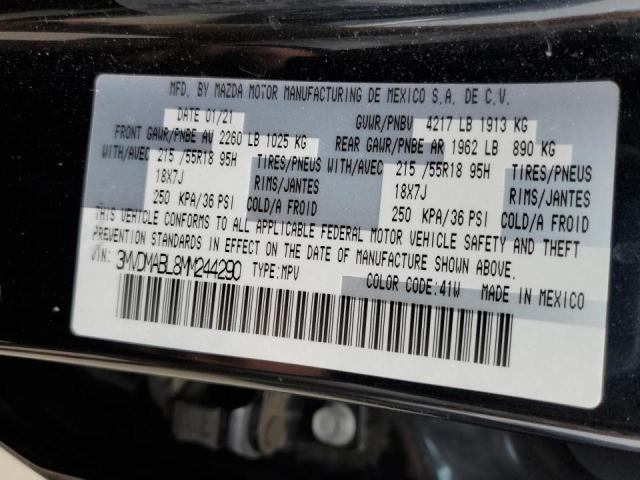 MFD. BY MAZDA MOTOR MANUFACTURING DE MEXICO S.A. DE C.V.
DATE 01/21 GVWR/PNBV 4217 LB 1913 KG
FRONT GAWR/PNBE AV 2260 LB 1025 KG REAR GAWR/PNBE AR 1962 LB 890 KG
WITH/AVEC 215 /55R18 95H TIRES/PNEUS WITH/AVEC 215 /55R18 95H TIRES/PNEUS
18X7J RIMS/JANTES 18X7J RIMS/JANTES
250 KPA/36 PSI COLD/A FROID 250 KPA/36 PSI COLD/A FROID
THIS VEHICLE CONFORMS TO ALL APPLICABLE FEDERAL MOTOR VEHICLE SAFETY AND THEFT
PREVENTION STANDARDS IN EFFECT ON THE DATE OF MANUFACTURE SHOWN ABOVE.
VIN: 3MVDMABL8MM244290 TYPE:MPV COLOR CODE:41W MADE IN MEXICO